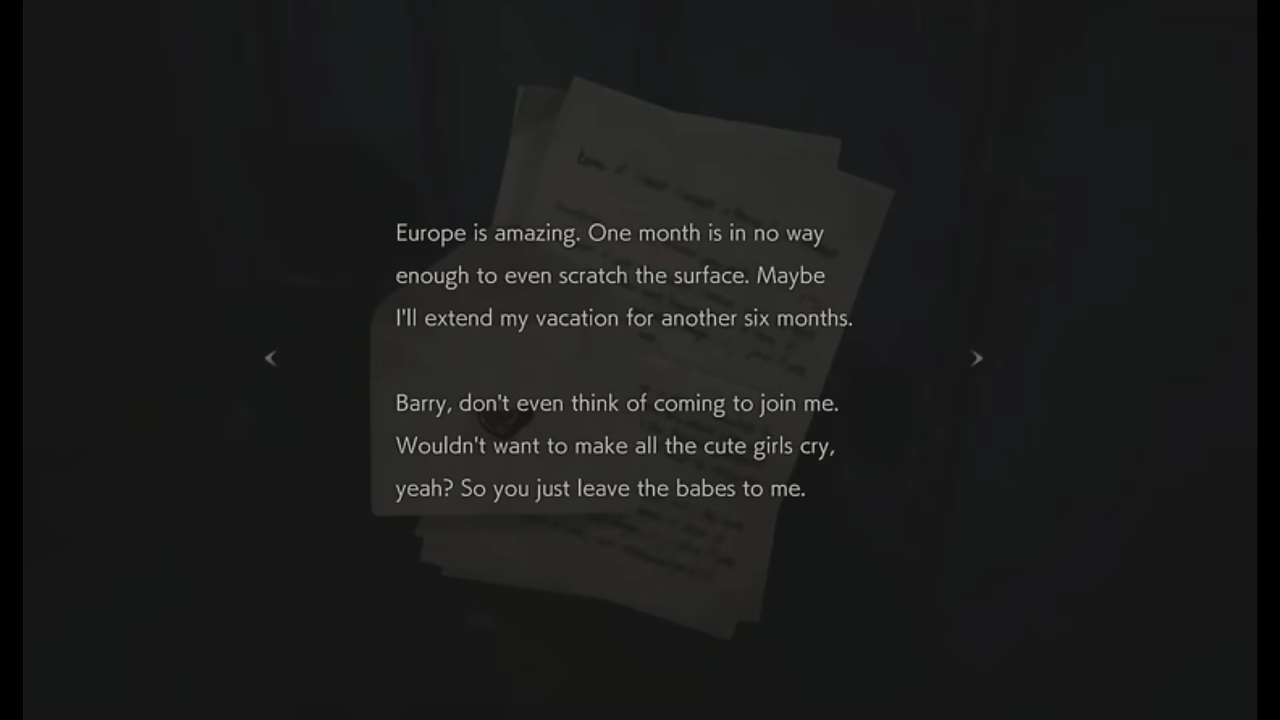 Europe is amazing. One month is in no way
enough to even scratch the surface. Maybe
I'll extend my vacation for another six months.
Barry, don't even think of coming to join me.
Wouldn't want to make all the cute girls cry,
yeah? So you just leave the babes to me.